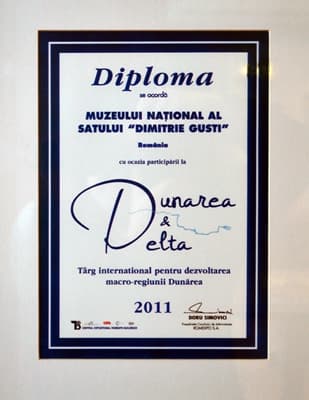 Diploma
se acordă
MUZEULUI NAȚIONAL AL
SATULUI "DIMITRIE GUSTI"
România
cu ocazia participării la
Dunarea
&
Delta
Târg internațional pentru dezvoltarea
macro-regiunii Dunărea
2011
DORU SIMOVICI
ROMEXPO S.A.